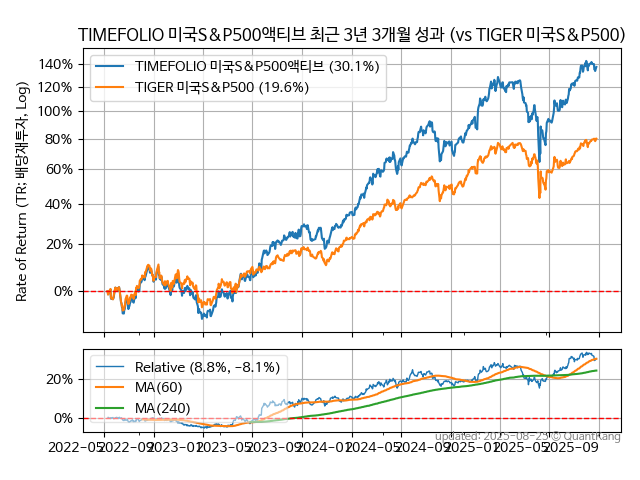 TIMEFOLIO 미국S&P500액티브 최근 3년 3개월 성과 (vs TIGER 미국S&P500)
Rate of Return (TR: 배당재투자, Log)
140%
120%
100%
80%
60%
40%
20%
0%
TIMEFOLIO 미국S&P500액티브 (30.1%)
TIGER 미국S&P500 (19.6%)
20%
0%
Relative (8.8%, −8.1%)
MA(60)
MA(240)
updated: 2025-08-25 © QuantKang
2022-05 2022-09 2023-01 2023-05 2023-09 2024-01 2024-05 2024-09 2025-01 2025-05 2025-09